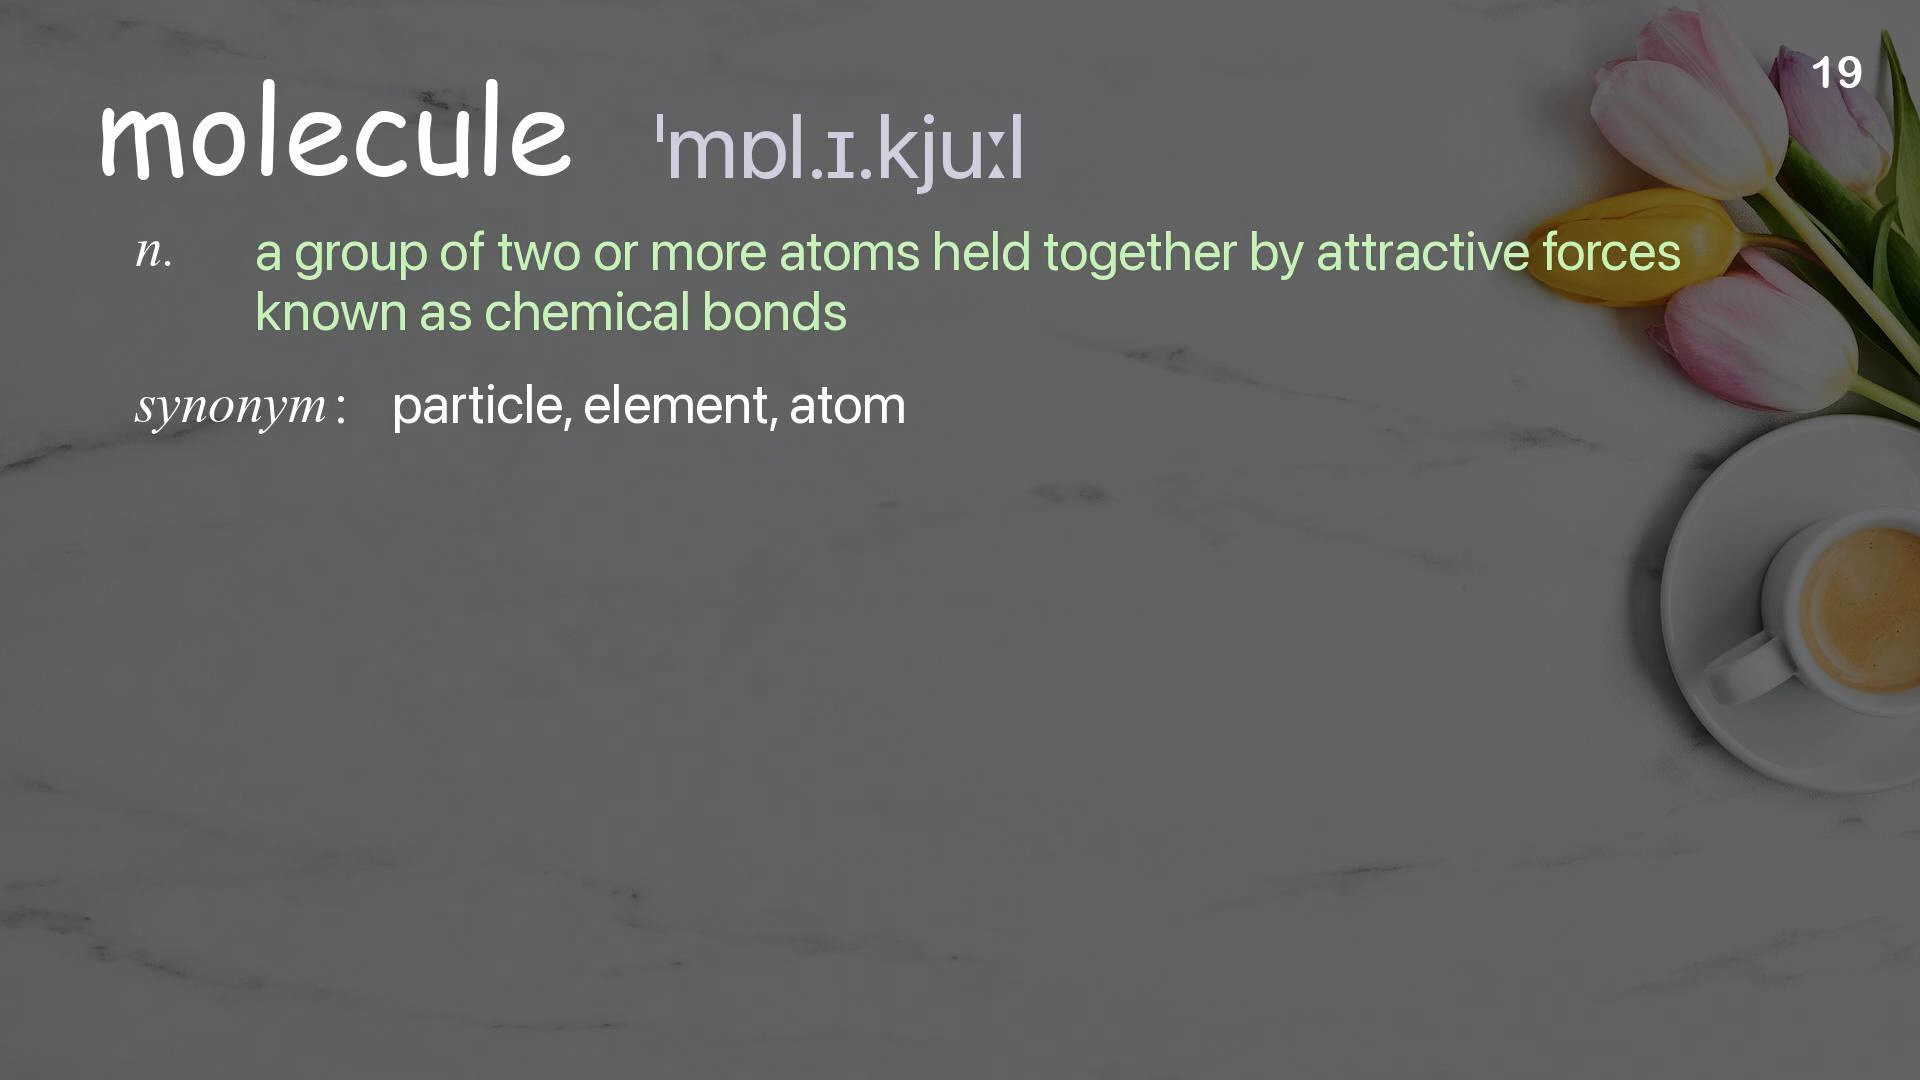 19
molecule ˈmɒl.ɪ.kjuːl
n. a group of two or more atoms held together by attractive forces
known as chemical bonds
synonym: particle, element, atom